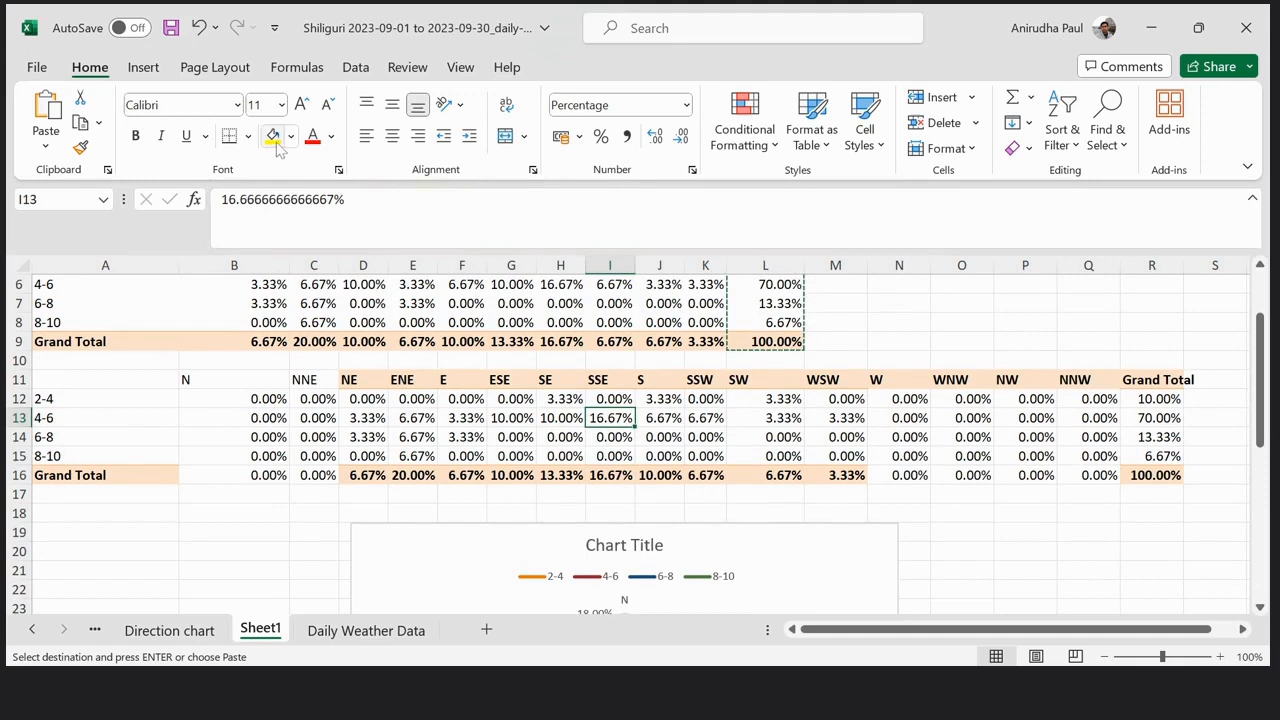 AutoSave Off Shiliguri 2023-09-01 to 2023-09-30_daily-... Search Anirudha Paul
File Home Insert Page Layout Formulas Data Review View Help Comments Share
Paste
Clipboard
Calibri 11 A A
B I U A
Font
ab
Alignment
Percentage
% ,
Number
Conditional Formatting
Format as Table
Cell Styles
Styles
Insert
Delete
Format
Cells
Sort & Filter
Find & Select
Editing
Add-ins
Add-ins
I13 fx 16.6666666666667%
A B C D E F G H I J K L M N O P Q R S
6 4-6 3.33% 6.67% 10.00% 3.33% 6.67% 10.00% 16.67% 6.67% 3.33% 3.33% 70.00%
7 6-8 3.33% 0.00% 0.00% 3.33% 0.00% 0.00% 0.00% 0.00% 0.00% 0.00% 13.33%
8 8-10 0.00% 6.67% 0.00% 0.00% 0.00% 0.00% 0.00% 0.00% 0.00% 0.00% 6.67%
9 Grand Total 6.67% 20.00% 10.00% 6.67% 10.00% 13.33% 16.67% 6.67% 6.67% 3.33% 100.00%
10
11 N NNE NE ENE E ESE SE SSE S SSW SW WSW W WNW NW NNW Grand Total
12 2-4 0.00% 0.00% 0.00% 0.00% 0.00% 0.00% 3.33% 0.00% 3.33% 0.00% 3.33% 0.00% 0.00% 0.00% 0.00% 0.00% 10.00%
13 4-6 0.00% 0.00% 3.33% 6.67% 3.33% 10.00% 10.00% 16.67% 6.67% 6.67% 3.33% 3.33% 0.00% 0.00% 0.00% 0.00% 70.00%
14 6-8 0.00% 0.00% 3.33% 6.67% 3.33% 0.00% 0.00% 0.00% 0.00% 0.00% 0.00% 0.00% 0.00% 0.00% 0.00% 0.00% 13.33%
15 8-10 0.00% 0.00% 0.00% 6.67% 0.00% 0.00% 0.00% 0.00% 0.00% 0.00% 0.00% 0.00% 0.00% 0.00% 0.00% 0.00% 6.67%
16 Grand Total 0.00% 0.00% 6.67% 20.00% 6.67% 10.00% 13.33% 16.67% 10.00% 6.67% 6.67% 3.33% 0.00% 0.00% 0.00% 0.00% 100.00%
17
18
19
20 Chart Title
21
22 2-4 4-6 6-8 8-10
23 N
18.00%
Direction chart Sheet1 Daily Weather Data
Select destination and press ENTER or choose Paste 100%